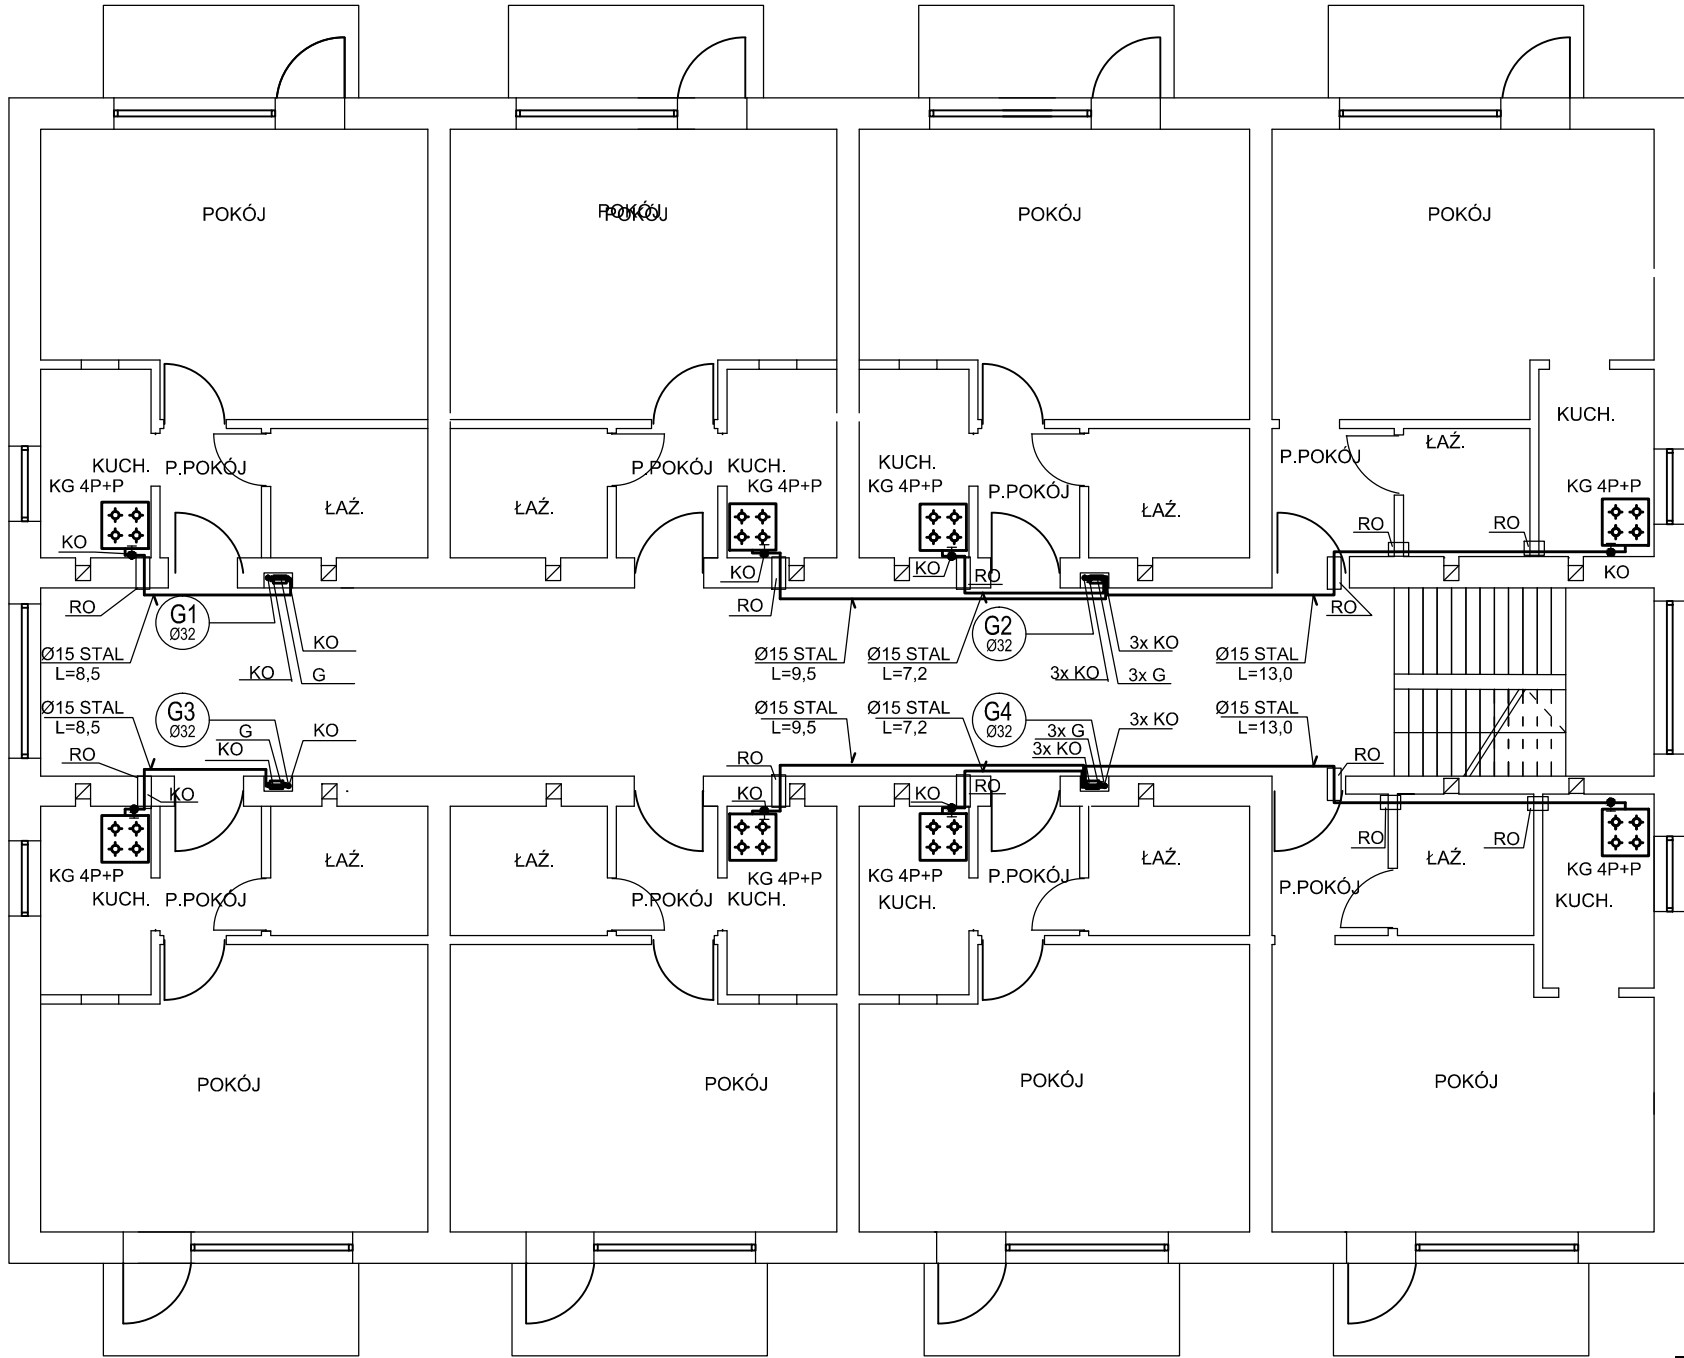 POKÓJ
POKÓJ
POKÓJ
POKÓJ
POKÓJ
KUCH.
ŁAŹ.
P.POKÓJ
KUCH.
KG 4P+P
P.POKÓJ
P.POKÓJ
KUCH.
KG 4P+P
KUCH.
KG 4P+P
P.POKÓJ
KG 4P+P
ŁAŹ.
ŁAŹ.
ŁAŹ.
RO
RO
KO
KO
KO
RO
KO
RO
RO
RO
G1
Ø32
G2
Ø32
KO
3x KO
Ø15 STAL
L=8,5
KO
G
Ø15 STAL
L=9,5
Ø15 STAL
L=7,2
3x KO
3x G
Ø15 STAL
L=13,0
Ø15 STAL
L=8,5
G3
Ø32
G
KO
KO
Ø15 STAL
L=9,5
Ø15 STAL
L=7,2
G4
Ø32
3x G
3x KO
3x KO
Ø15 STAL
L=13,0
RO
RO
RO
KO
KO
KO
RO
RO
RO
KG 4P+P
KUCH.
P.POKÓJ
ŁAŹ.
ŁAŹ.
P.POKÓJ
KG 4P+P
KUCH.
KG 4P+P
KUCH.
P.POKÓJ
ŁAŹ.
P.POKÓJ
ŁAŹ.
KG 4P+P
KUCH.
POKÓJ
POKÓJ
POKÓJ
POKÓJ